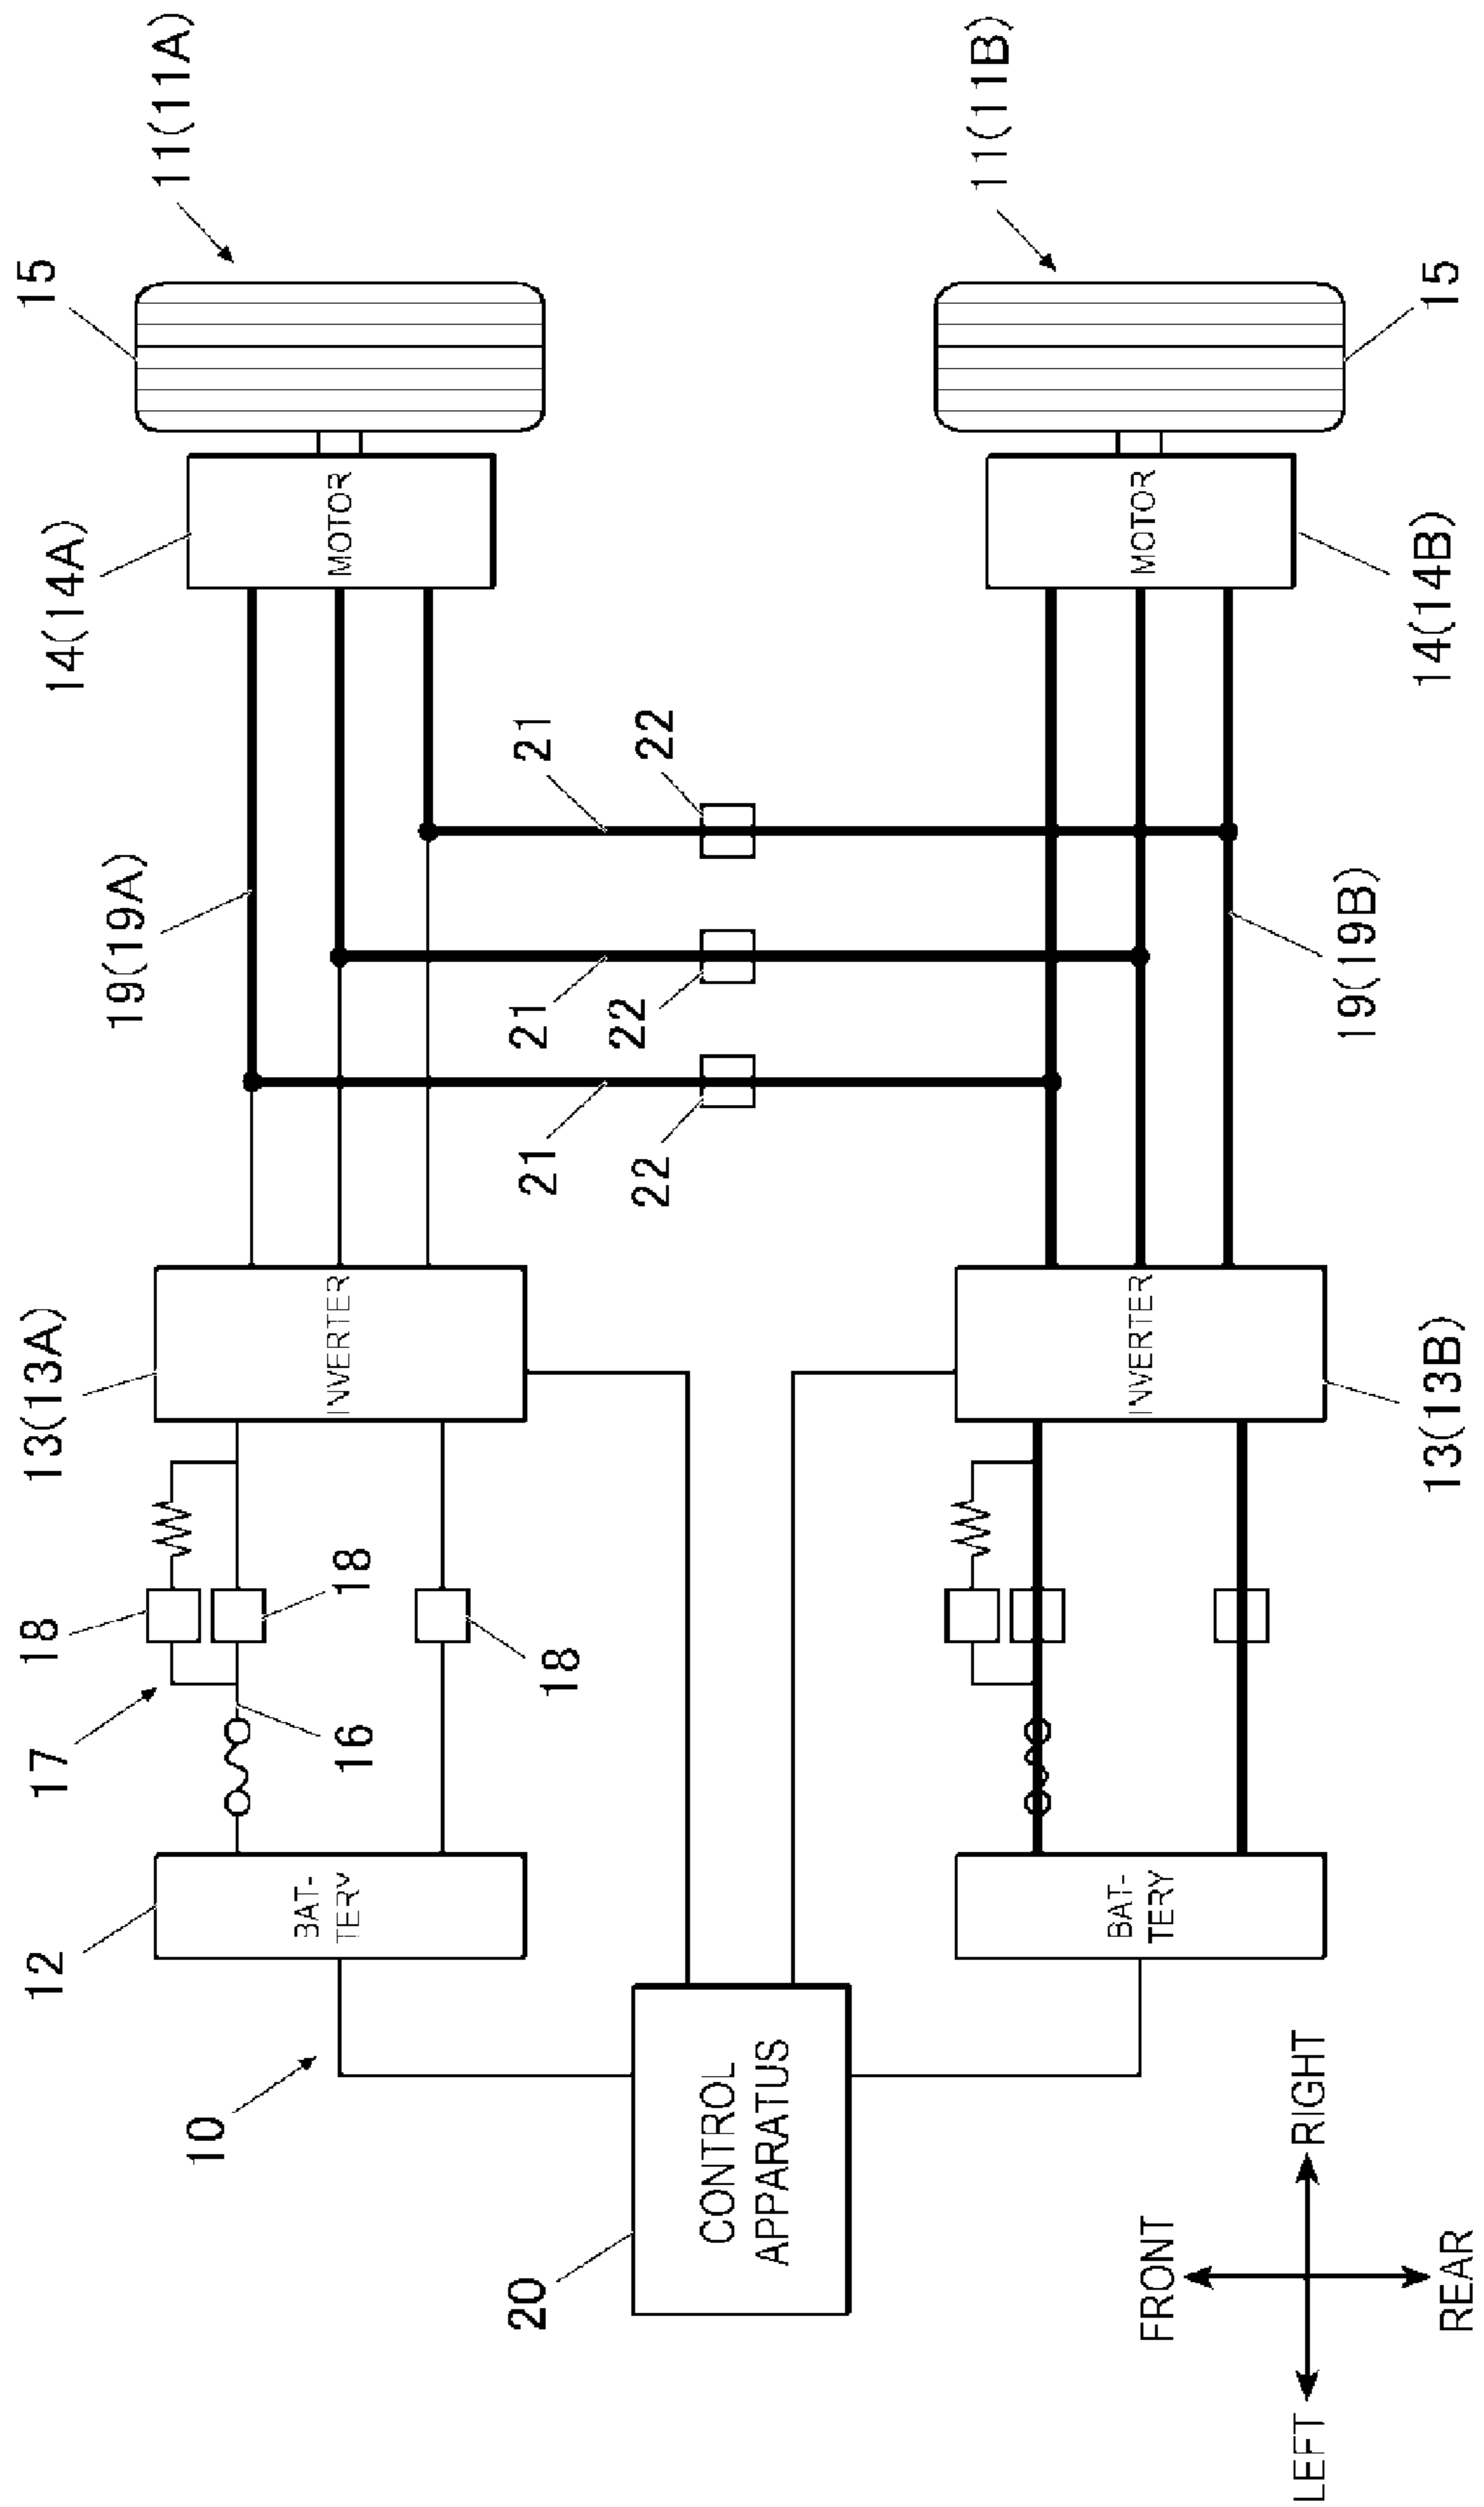 11(11A)
15
14(14A)
MOTOR
19(19A)
21
22
21
22
21
22
13(13A)
INVERTER
18
18
18
17
16
12
BAT-
TERY
10
20
CONTROL
APPARATUS
11(11B)
15
14(14B)
MOTOR
19(19B)
13(13B)
INVERTER
BAT-
TERY
FRONT
RIGHT
LEFT
REAR